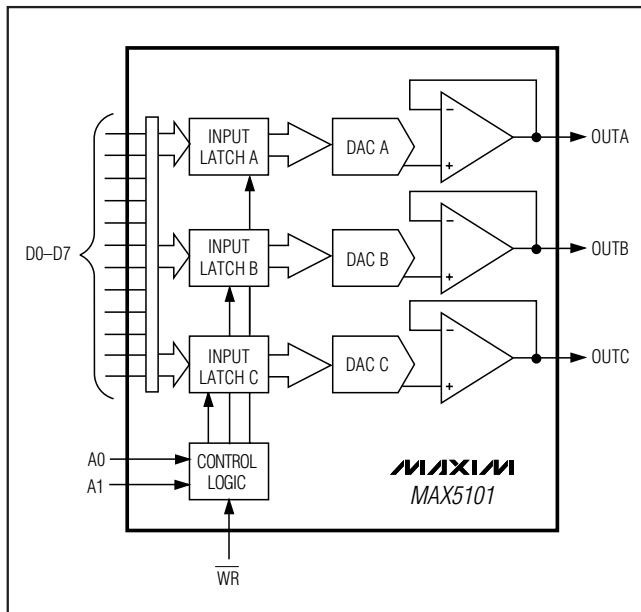 INPUT
LATCH A
DAC A
−
+
OUTA
D0–D7
INPUT
LATCH B
DAC B
−
+
OUTB
INPUT
LATCH C
DAC C
−
+
OUTC
A0
A1
CONTROL
LOGIC
MAXIM
MAX5101
W̅R̅